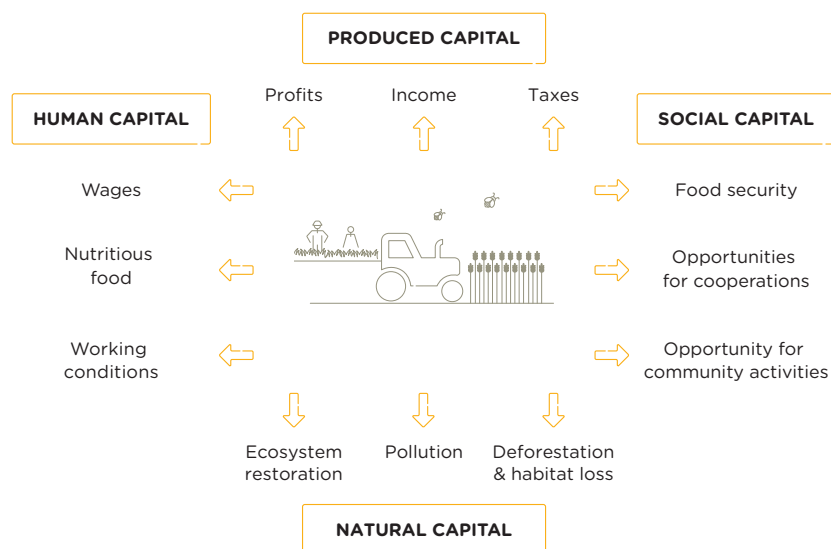 PRODUCED CAPITAL
Profits
Income
Taxes
HUMAN CAPITAL
Wages
Nutritious
food
Working
conditions
SOCIAL CAPITAL
Food security
Opportunities
for cooperations
Opportunity for
community activities
Ecosystem
restoration
Pollution
Deforestation
& habitat loss
NATURAL CAPITAL